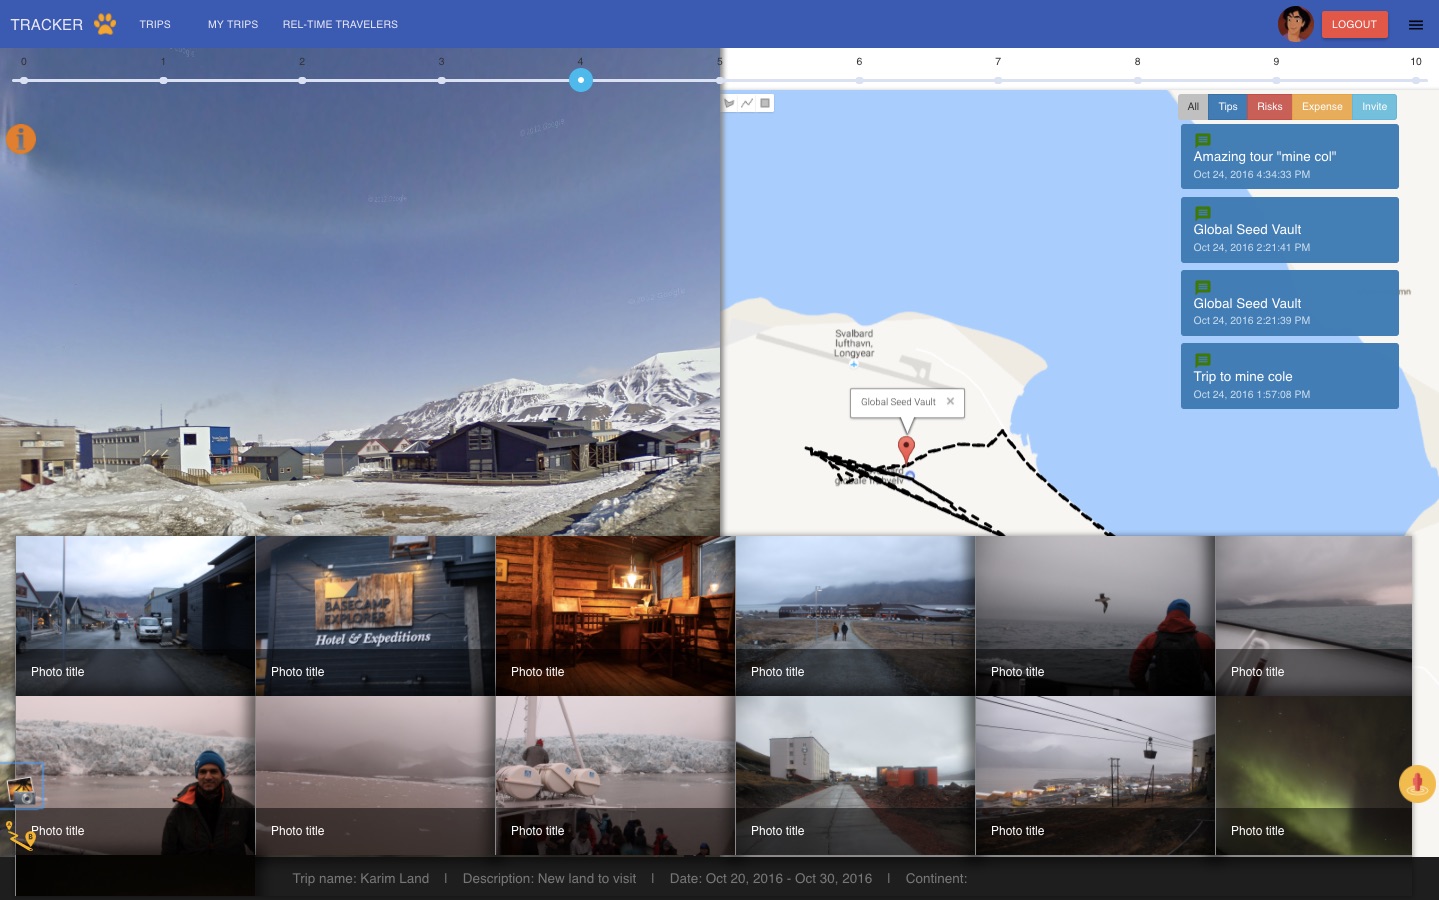 TRACKER
TRIPS
MY TRIPS
REL-TIME TRAVELERS
LOGOUT
0 1 2 3 4 5 6 7 8 9 10
All Tips Risks Expense Invite
Amazing tour "mine col"
Oct 24, 2016 4:34:33 PM
Global Seed Vault
Oct 24, 2016 2:21:41 PM
Global Seed Vault
Oct 24, 2016 2:21:39 PM
Trip to mine cole
Oct 24, 2016 1:57:08 PM
Svalbard
lufthavn,
Longyear
Global Seed Vault
BASECAMP
EXPLORER
Hotel & Expeditions
Photo title
Photo title
Photo title
Photo title
Photo title
Photo title
Photo title
Photo title
Photo title
Photo title
Photo title
Photo title
Trip name: Karim Land | Description: New land to visit | Date: Oct 20, 2016 - Oct 30, 2016 | Continent: